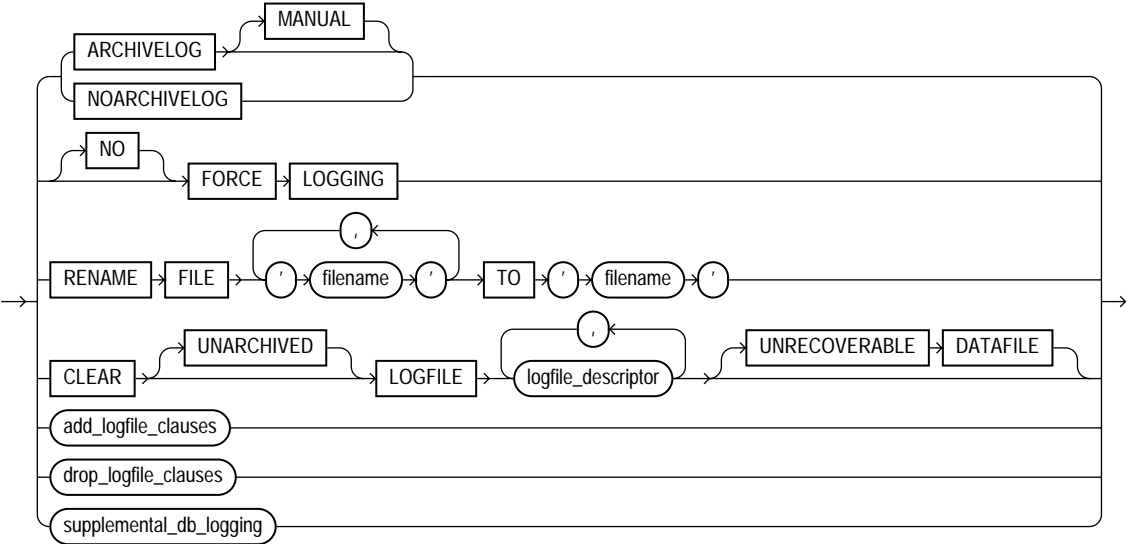 MANUAL
ARCHIVELOG
NOARCHIVELOG
NO
FORCE LOGGING
,
RENAME FILE ' filename ' TO ' filename '
,
UNARCHIVED UNRECOVERABLE DATAFILE
CLEAR LOGFILE logfile_descriptor
add_logfile_clauses
drop_logfile_clauses
supplemental_db_logging